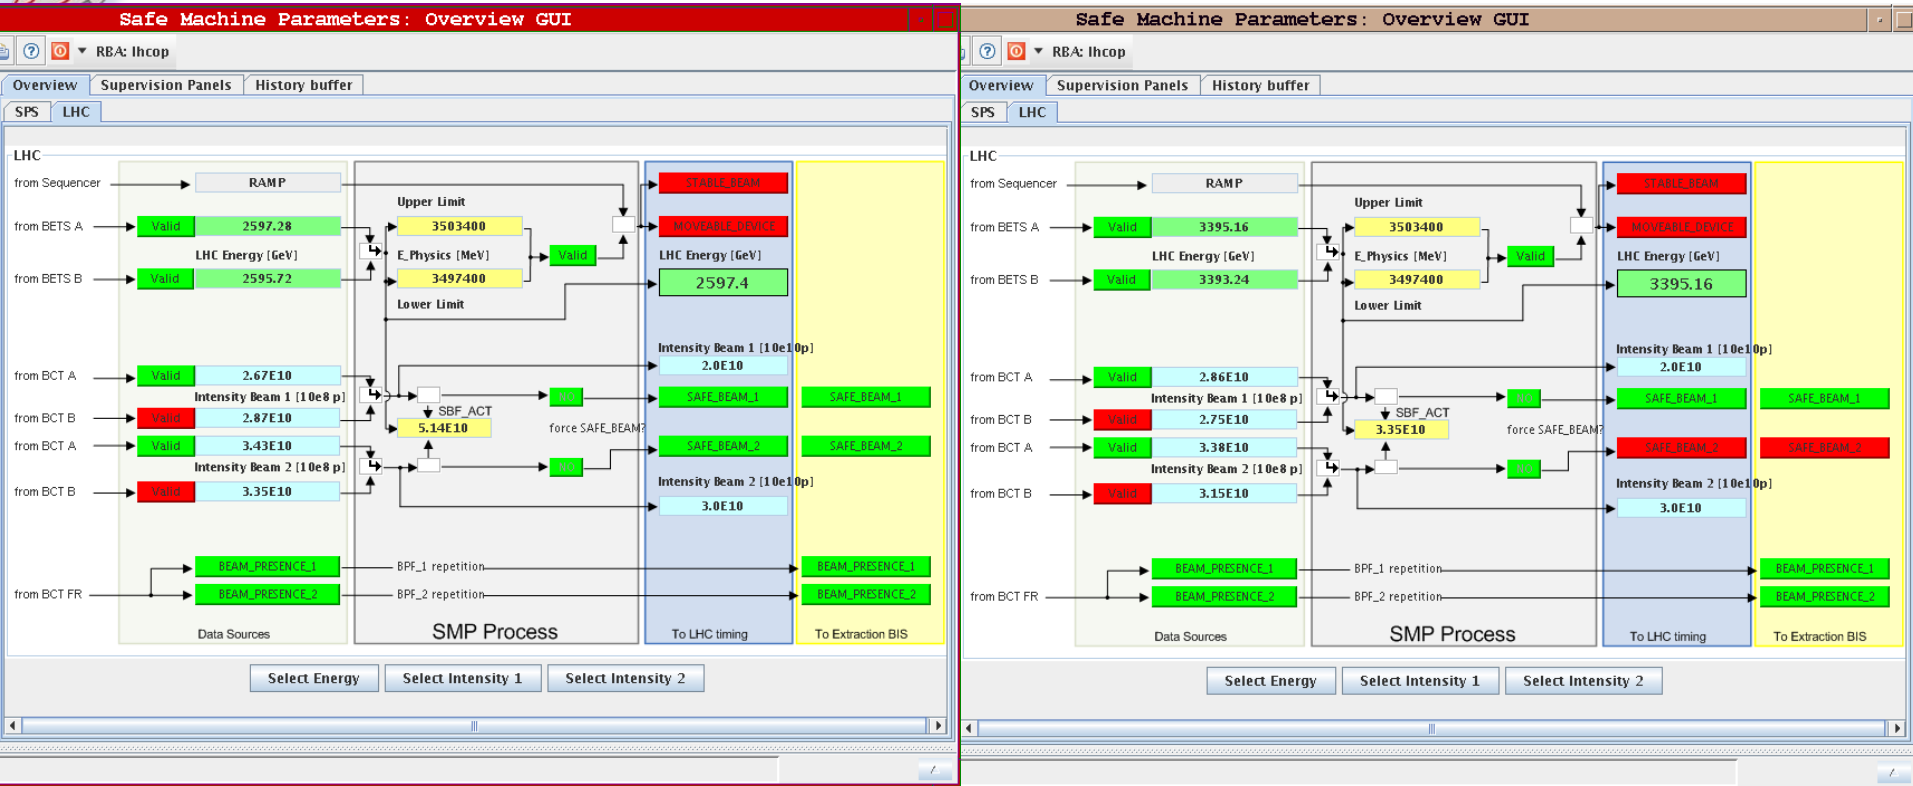 Safe Machine Parameters: Overview GUI
RBA: lhcop
Overview Supervision Panels History buffer
SPS LHC
LHC
from Sequencer RAMP STABLE_BEAM
Upper Limit
from BETS A Valid 2597.28 3503400 MOVEABLE_DEVICE
LHC Energy [GeV] E_Physics [MeV] Valid LHC Energy [GeV]
from BETS B Valid 2595.72 3497400 2597.4
Lower Limit
Intensity Beam 1 [10e10p]
2.0E10
from BCT A Valid 2.67E10
Intensity Beam 1 [10e8 p] SAFE_BEAM_1 SAFE_BEAM_1
SBF_ACT
from BCT B Valid 2.87E10 5.14E10 force SAFE_BEAM?
from BCT A Valid 3.43E10 SAFE_BEAM_2 SAFE_BEAM_2
Intensity Beam 2 [10e8 p]
Intensity Beam 2 [10e10p]
from BCT B Valid 3.35E10 3.0E10
BEAM_PRESENCE_1 BPF_1 repetition BEAM_PRESENCE_1
from BCT FR BEAM_PRESENCE_2 BPF_2 repetition BEAM_PRESENCE_2
Data Sources SMP Process To LHC timing To Extraction BIS
Select Energy Select Intensity 1 Select Intensity 2
Safe Machine Parameters: Overview GUI
RBA: lhcop
Overview Supervision Panels History buffer
SPS LHC
LHC
from Sequencer RAMP STABLE_BEAM
Upper Limit
from BETS A Valid 3395.16 3503400 MOVEABLE_DEVICE
LHC Energy [GeV] E_Physics [MeV] Valid LHC Energy [GeV]
from BETS B Valid 3393.24 3497400 3395.16
Lower Limit
Intensity Beam 1 [10e10p]
2.0E10
from BCT A Valid 2.86E10
Intensity Beam 1 [10e8 p] SAFE_BEAM_1 SAFE_BEAM_1
SBF_ACT
from BCT B Valid 2.75E10 3.35E10 force SAFE_BEAM?
from BCT A Valid 3.38E10 SAFE_BEAM_2 SAFE_BEAM_2
Intensity Beam 2 [10e8 p]
Intensity Beam 2 [10e10p]
from BCT B Valid 3.15E10 3.0E10
BEAM_PRESENCE_1 BPF_1 repetition BEAM_PRESENCE_1
from BCT FR BEAM_PRESENCE_2 BPF_2 repetition BEAM_PRESENCE_2
Data Sources SMP Process To LHC timing To Extraction BIS
Select Energy Select Intensity 1 Select Intensity 2